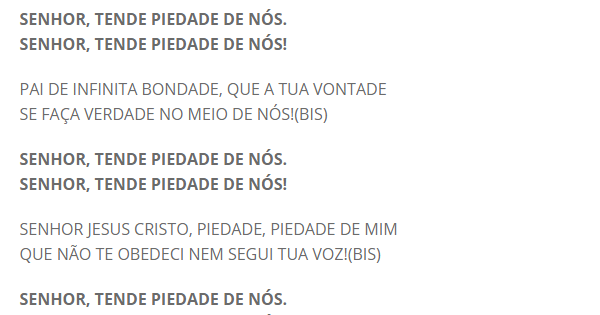 SENHOR, TENDE PIEDADE DE NÓS.
SENHOR, TENDE PIEDADE DE NÓS!
PAI DE INFINITA BONDADE, QUE A TUA VONTADE
SE FAÇA VERDADE NO MEIO DE NÓS!(BIS)
SENHOR, TENDE PIEDADE DE NÓS.
SENHOR, TENDE PIEDADE DE NÓS!
SENHOR JESUS CRISTO, PIEDADE, PIEDADE DE MIM
QUE NÃO TE OBEDECI NEM SEGUI TUA VOZ!(BIS)
SENHOR, TENDE PIEDADE DE NÓS.